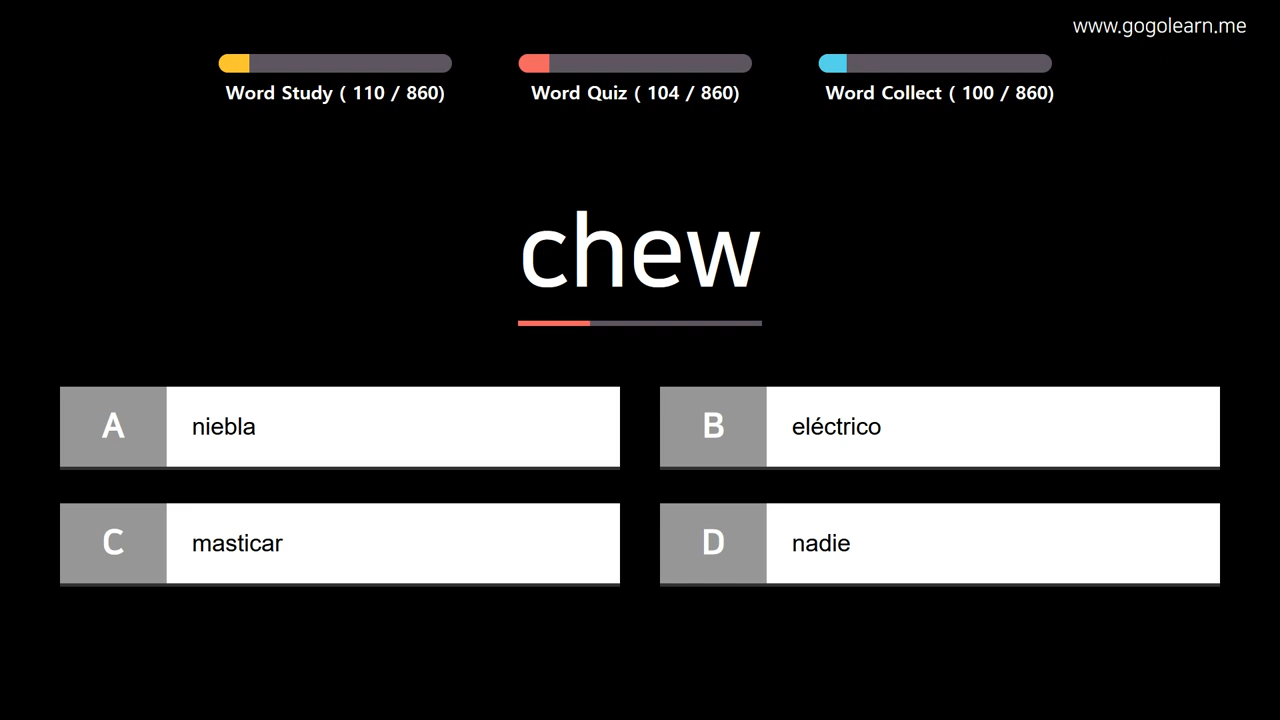 www.gogolearn.me
Word Study ( 110 / 860)
Word Quiz ( 104 / 860)
Word Collect ( 100 / 860)
chew
A niebla
B eléctrico
C masticar
D nadie